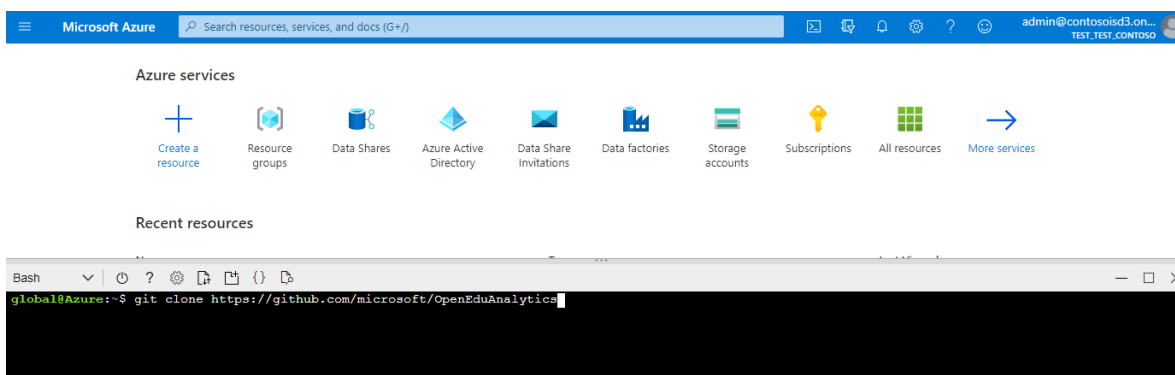 Microsoft Azure
Search resources, services, and docs (G+/)
admin@contosoisd3.on...
TEST_TEST_CONTOSO
Azure services
Create a resource
Resource groups
Data Shares
Azure Active Directory
Data Share Invitations
Data factories
Storage accounts
Subscriptions
All resources
More services
Recent resources
Bash
global@Azure:~$ git clone https://github.com/microsoft/OpenEduAnalytics